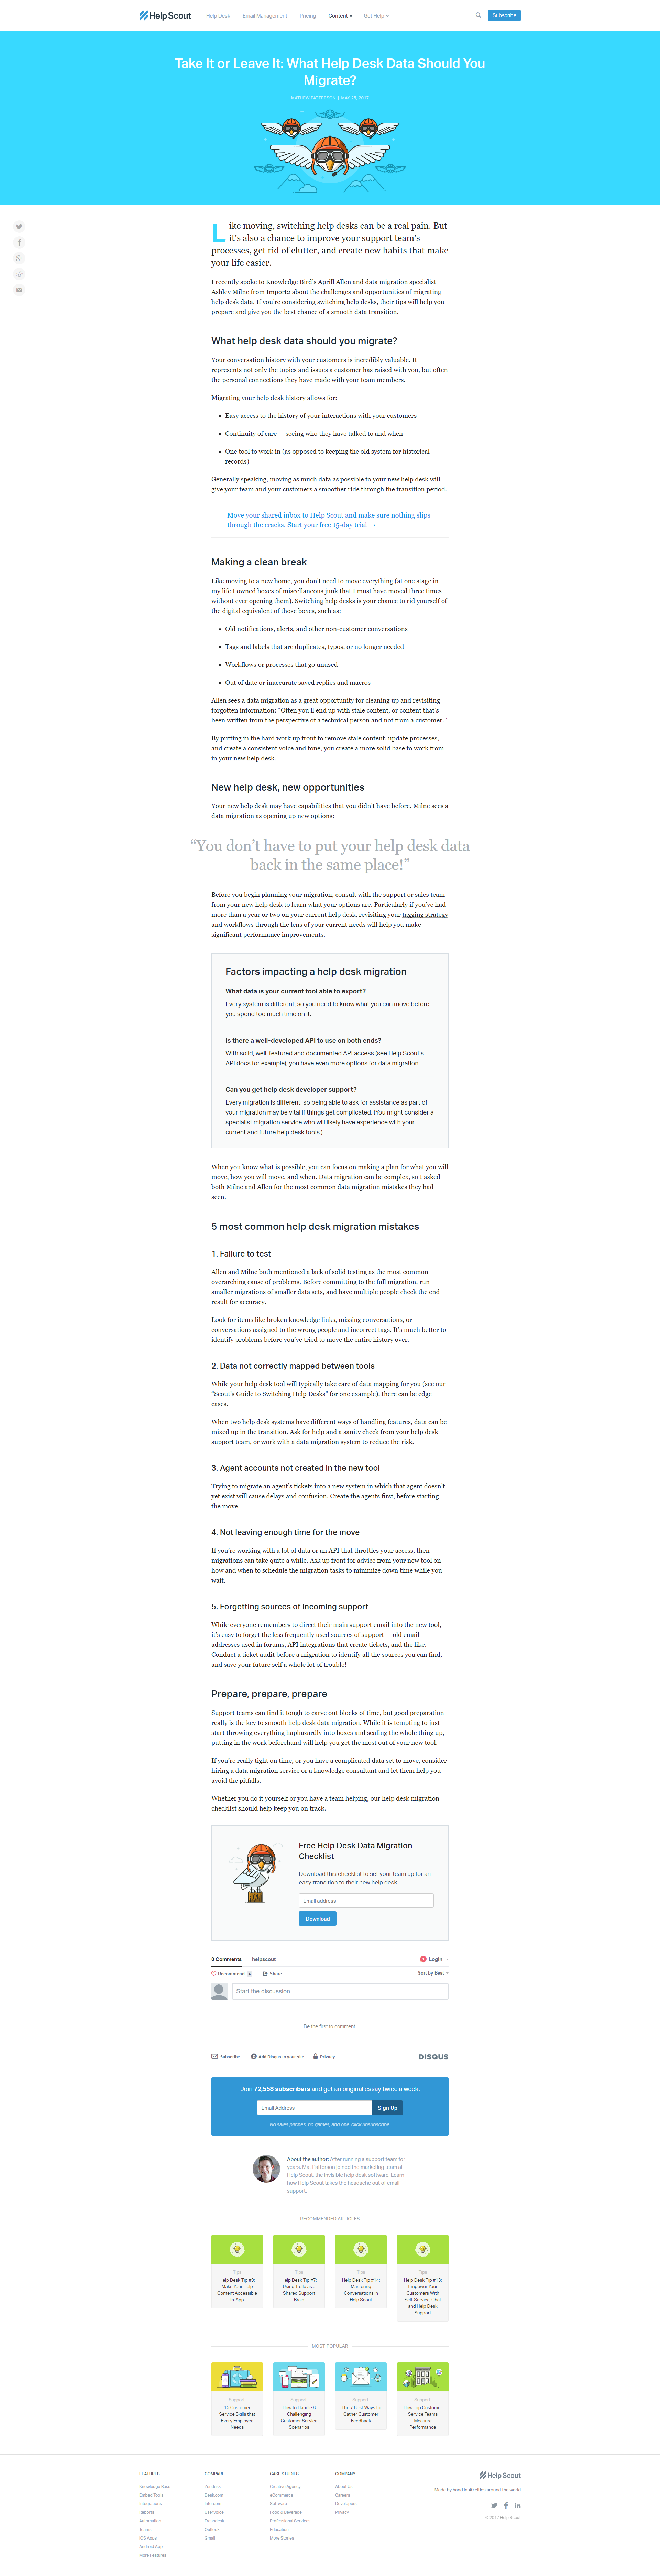 Help Scout
Help Desk
Email Management
Pricing
Content
Get Help
Subscribe
Take It or Leave It: What Help Desk Data Should You
Migrate?
MATHEW PATTERSON | MAY 25, 2017
Like moving, switching help desks can be a real pain. But
it's also a chance to improve your support team's
processes, get rid of clutter, and create new habits that make
your life easier.
I recently spoke to Knowledge Bird's Aprill Allen and data migration specialist
Ashley Milne from Import2 about the challenges and opportunities of migrating
help desk data. If you're considering switching help desks, their tips will help you
prepare and give you the best chance of a smooth data transition.
What help desk data should you migrate?
Your conversation history with your customers is incredibly valuable. It
represents not only the topics and issues a customer has raised with you, but often
the personal connections they have made with your team members.
Migrating your help desk history allows for:
• Easy access to the history of your interactions with your customers
• Continuity of care — seeing who they have talked to and when
• One tool to work in (as opposed to keeping the old system for historical
records)
Generally speaking, moving as much data as possible to your new help desk will
give your team and your customers a smoother ride through the transition period.
Move your shared inbox to Help Scout and make sure nothing slips
through the cracks. Start your free 15-day trial →
Making a clean break
Like moving to a new home, you don't need to move everything (at one stage in
my life I owned boxes of miscellaneous junk that I must have moved three times
without ever opening them). Switching help desks is your chance to rid yourself of
the digital equivalent of those boxes, such as:
• Old notifications, alerts, and other non-customer conversations
• Tags and labels that are duplicates, typos, or no longer needed
• Workflows or processes that go unused
• Out of date or inaccurate saved replies and macros
Allen sees a data migration as a great opportunity for cleaning up and revisiting
forgotten information: “Often you'll end up with stale content, or content that's
been written from the perspective of a technical person and not from a customer.”
By putting in the hard work up front to remove stale content, update processes,
and create a consistent voice and tone, you create a more solid base to work from
in your new help desk.
New help desk, new opportunities
Your new help desk may have capabilities that you didn't have before. Milne sees a
data migration as opening up new options:
“You don't have to put your help desk data
back in the same place!”
Before you begin planning your migration, consult with the support or sales team
from your new help desk to learn what your options are. Particularly if you've had
more than a year or two on your current help desk, revisiting your tagging strategy
and workflows through the lens of your current needs will help you make
significant performance improvements.
Factors impacting a help desk migration
What data is your current tool able to export?
Every system is different, so you need to know what you can move before
you spend too much time on it.
Is there a well-developed API to use on both ends?
With solid, well-featured and documented API access (see Help Scout's
API docs for example), you have even more options for data migration.
Can you get help desk developer support?
Every migration is different, so being able to ask for assistance as part of
your migration may be vital if things get complicated. (You might consider a
specialist migration service who will likely have experience with your
current and future help desk tools.)
When you know what is possible, you can focus on making a plan for what you will
move, how you will move, and when. Data migration can be complex, so I asked
both Milne and Allen for the most common data migration mistakes they had
seen.
5 most common help desk migration mistakes
1. Failure to test
Allen and Milne both mentioned a lack of solid testing as the most common
overarching cause of problems. Before committing to the full migration, run
smaller migrations of smaller data sets, and have multiple people check the end
result for accuracy.
Look for items like broken knowledge links, missing conversations, or
conversations assigned to the wrong people and incorrect tags. It's much better to
identify problems before you've tried to move the entire history over.
2. Data not correctly mapped between tools
While your help desk tool will typically take care of data mapping for you (see our
“Scout's Guide to Switching Help Desks” for one example), there can be edge
cases.
When two help desk systems have different ways of handling features, data can be
mixed up in the transition. Ask for help and a sanity check from your help desk
support team, or work with a data migration system to reduce the risk.
3. Agent accounts not created in the new tool
Trying to migrate an agent's tickets into a new system in which that agent doesn't
yet exist will cause delays and confusion. Create the agents first, before starting
the move.
4. Not leaving enough time for the move
If you're working with a lot of data or an API that throttles your access, then
migrations can take quite a while. Ask up front for advice from your new tool on
how and when to schedule the migration tasks to minimize down time while you
wait.
5. Forgetting sources of incoming support
While everyone remembers to direct their main support email into the new tool,
it's easy to forget the less frequently used sources of support — old email
addresses used in forums, API integrations that create tickets, and the like.
Conduct a ticket audit before a migration to identify all the sources you can find,
and save your future self a whole lot of trouble!
Prepare, prepare, prepare
Support teams can find it tough to carve out blocks of time, but good preparation
really is the key to smooth help desk data migration. While it is tempting to just
start throwing everything haphazardly into boxes and sealing the whole thing up,
putting in the work beforehand will help you get the most out of your new tool.
If you're really tight on time, or you have a complicated data set to move, consider
hiring a data migration service or a knowledge consultant and let them help you
avoid the pitfalls.
Whether you do it yourself or you have a team helping, our help desk migration
checklist should help keep you on track.
Free Help Desk Data Migration
Checklist
Download this checklist to set your team up for an
easy transition to their new help desk.
Email address
Download
0 Comments
helpscout
1 Login
Recommend 4
Share
Sort by Best
Start the discussion…
Be the first to comment.
Subscribe
Add Disqus to your site
Privacy
DISQUS
Join 72,558 subscribers and get an original essay twice a week.
Email Address
Sign Up
No sales pitches, no games, and one-click unsubscribe.
About the author: After running a support team for
years, Mat Patterson joined the marketing team at
Help Scout, the invisible help desk software. Learn
how Help Scout takes the headache out of email
support.
RECOMMENDED ARTICLES
Tips
Help Desk Tip #9:
Make Your Help
Content Accessible
In-App
Tips
Help Desk Tip #7:
Using Trello as a
Shared Support
Brain
Tips
Help Desk Tip #14:
Mastering
Conversations in
Help Scout
Tips
Help Desk Tip #13:
Empower Your
Customers With
Self-Service, Chat
and Help Desk
Support
MOST POPULAR
Support
15 Customer
Service Skills that
Every Employee
Needs
Support
How to Handle 8
Challenging
Customer Service
Scenarios
Support
The 7 Best Ways to
Gather Customer
Feedback
Support
How Top Customer
Service Teams
Measure
Performance
FEATURES
Knowledge Base
Embed Tools
Integrations
Reports
Automation
Teams
iOS Apps
Android App
More Features
COMPARE
Zendesk
Desk.com
Intercom
UserVoice
Freshdesk
Outlook
Gmail
CASE STUDIES
Creative Agency
eCommerce
Software
Food & Beverage
Professional Services
Education
More Stories
COMPANY
About Us
Careers
Developers
Privacy
Help Scout
Made by hand in 40 cities around the world
© 2017 Help Scout